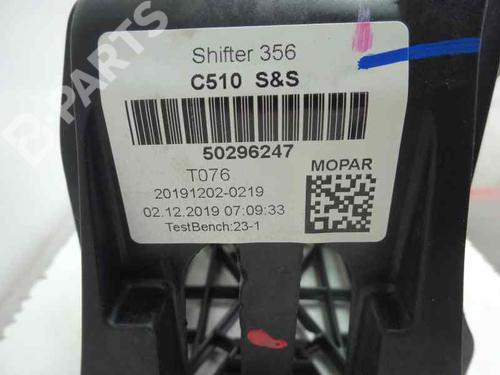 B PARTS
Shifter 356
C510 S&S
50296247
T076
MOPAR
20191202-0219
02.12.2019 07:09:33
TestBench:23-1